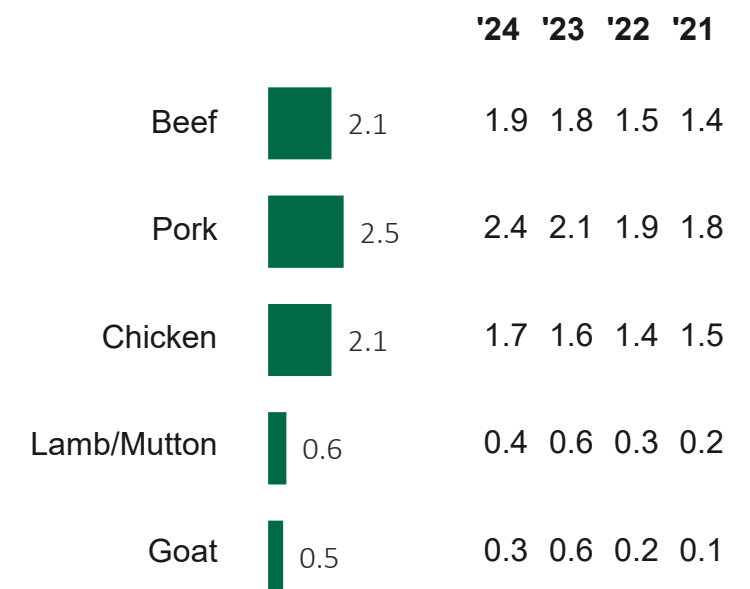 '24 '23 '22 '21
Beef 2.1 1.9 1.8 1.5 1.4
Pork 2.5 2.4 2.1 1.9 1.8
Chicken 2.1 1.7 1.6 1.4 1.5
Lamb/Mutton 0.6 0.4 0.6 0.3 0.2
Goat 0.5 0.3 0.6 0.2 0.1